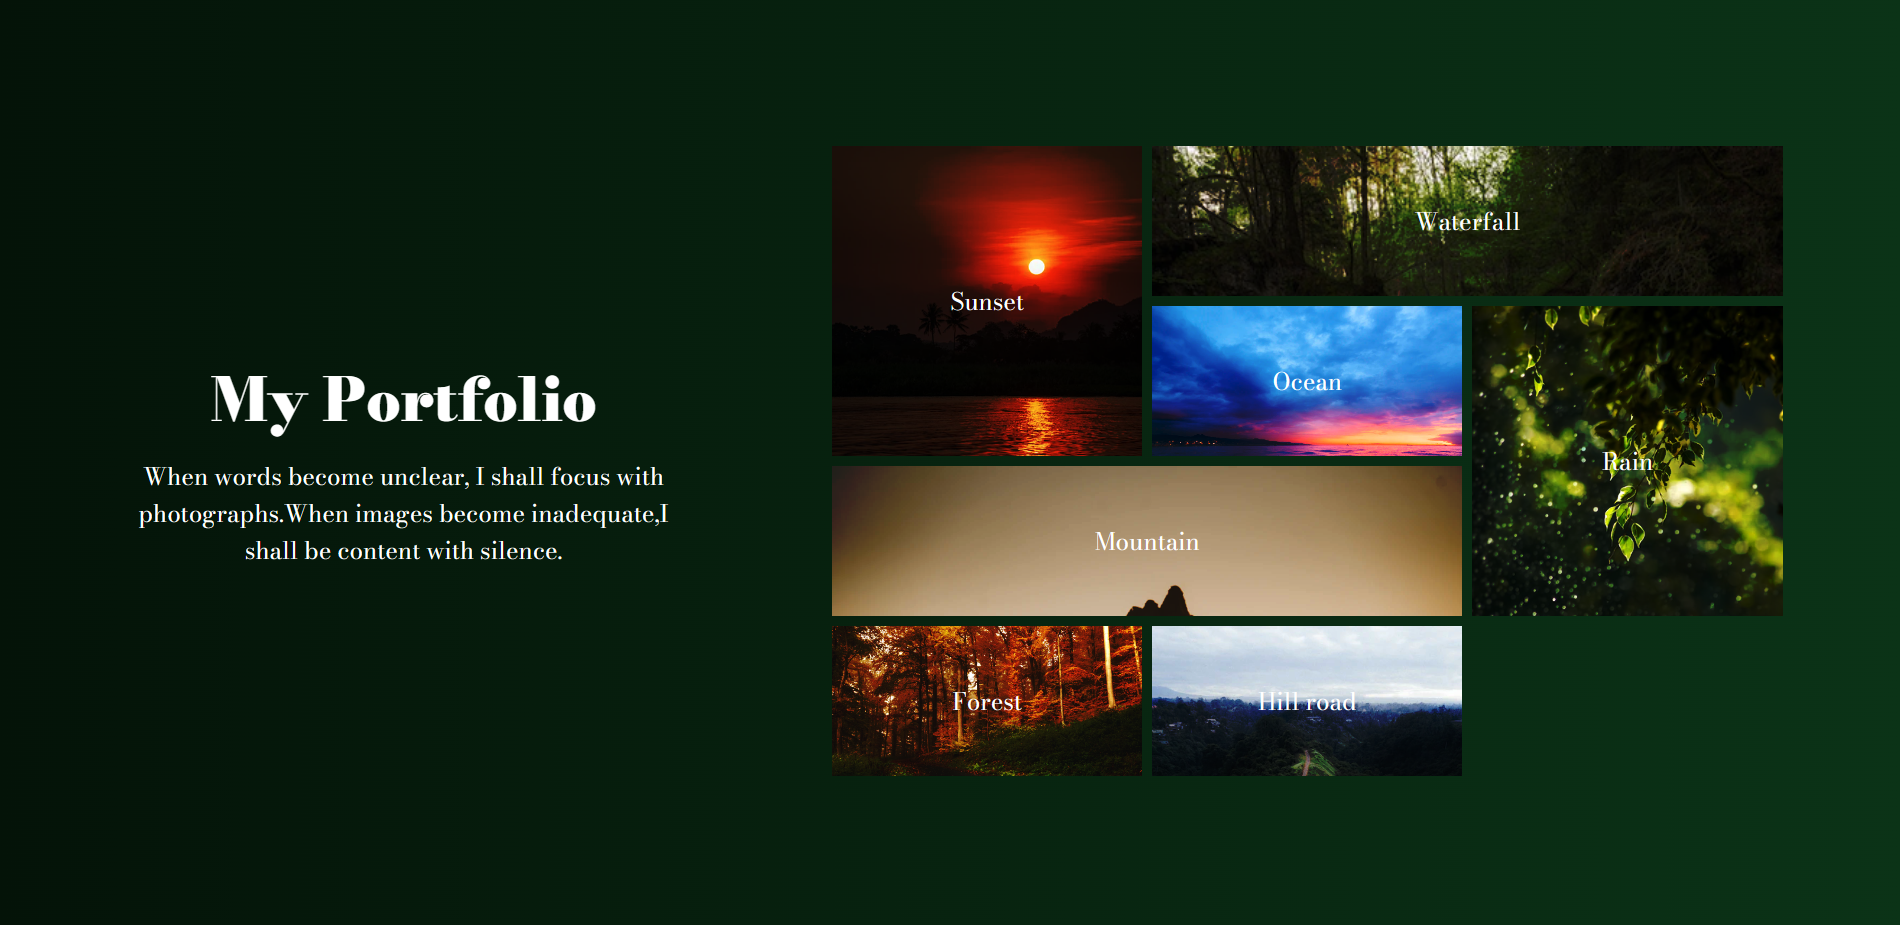 My Portfolio
When words become unclear, I shall focus with
photographs.When images become inadequate,I
shall be content with silence.
Sunset
Waterfall
Ocean
Rain
Mountain
Forest
Hill road